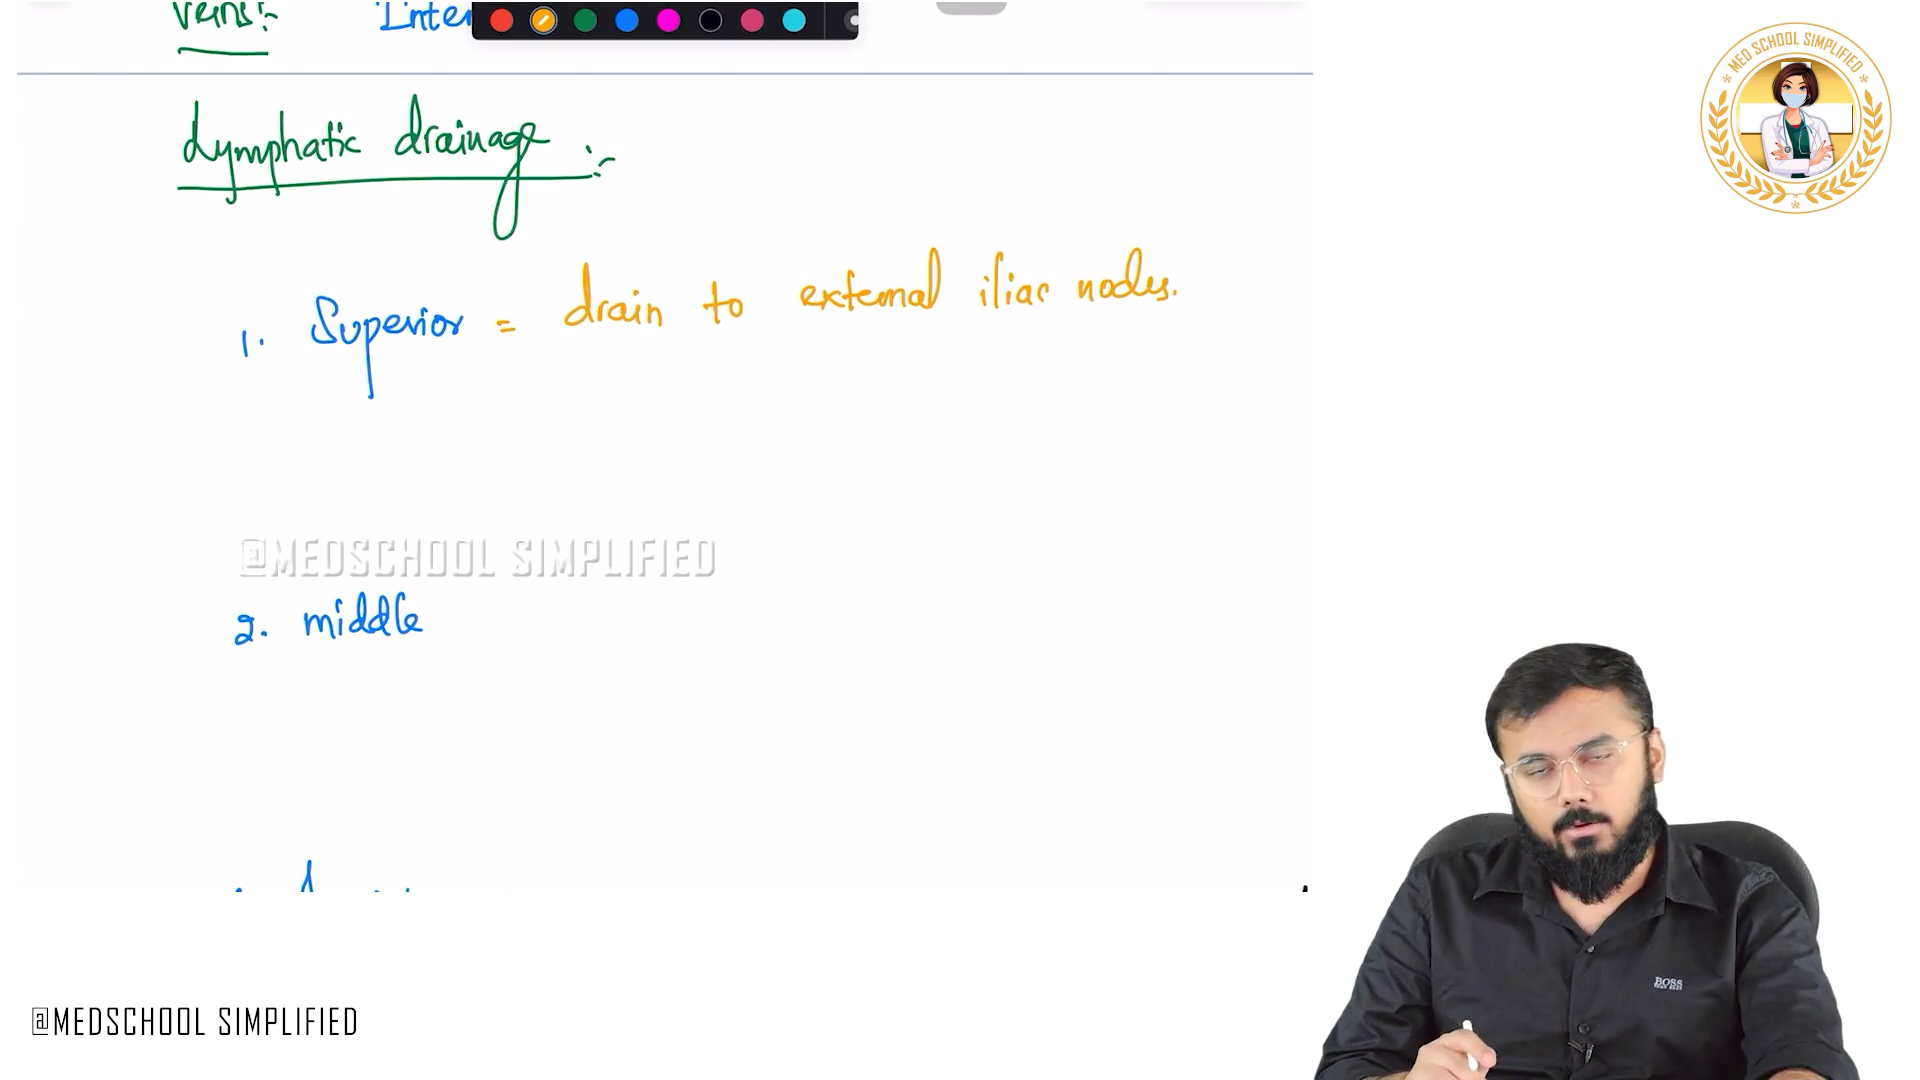 Veins:-
MED SCHOOL SIMPLIFIED
Lymphatic drainage :-
1. Superior = drain to external iliac nodes.
@MEDSCHOOL SIMPLIFIED
2. middle
BOSS
@MEDSCHOOL SIMPLIFIED